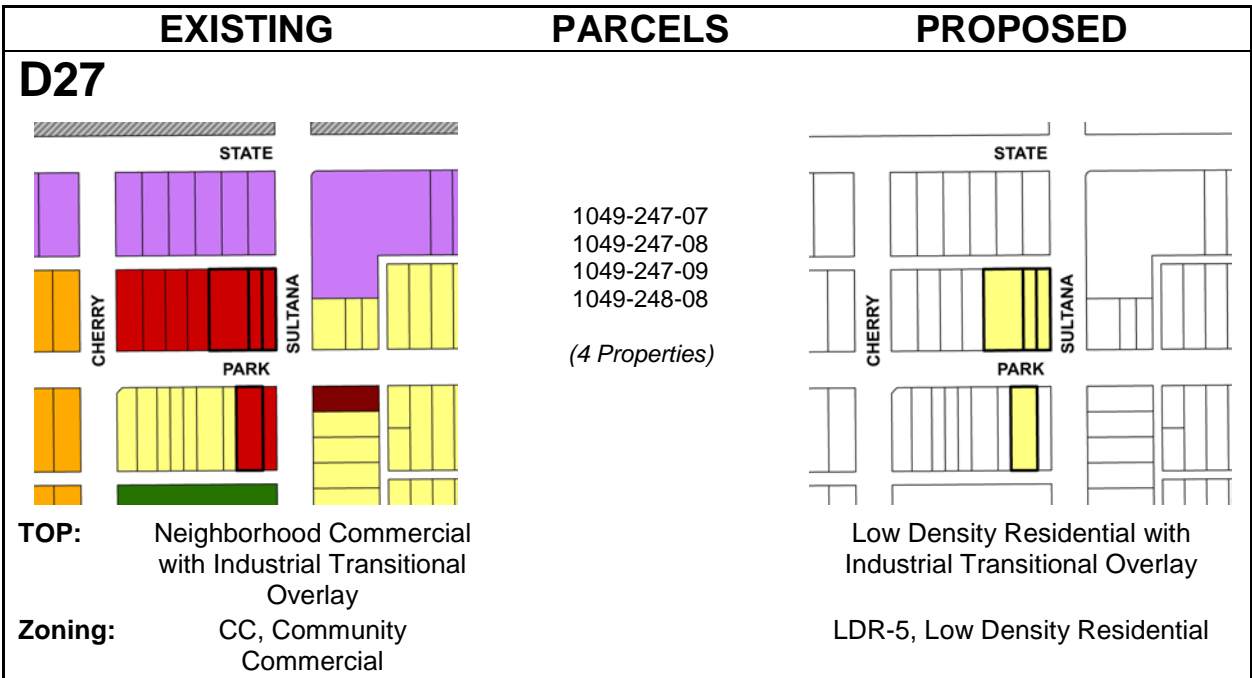 EXISTING PARCELS PROPOSED
D27
STATE
CHERRY
SULTANA
PARK
1049-247-07
1049-247-08
1049-247-09
1049-248-08
(4 Properties)
STATE
CHERRY
SULTANA
PARK
TOP: Neighborhood Commercial
with Industrial Transitional
Overlay
Low Density Residential with
Industrial Transitional Overlay
Zoning: CC, Community
Commercial
LDR-5, Low Density Residential